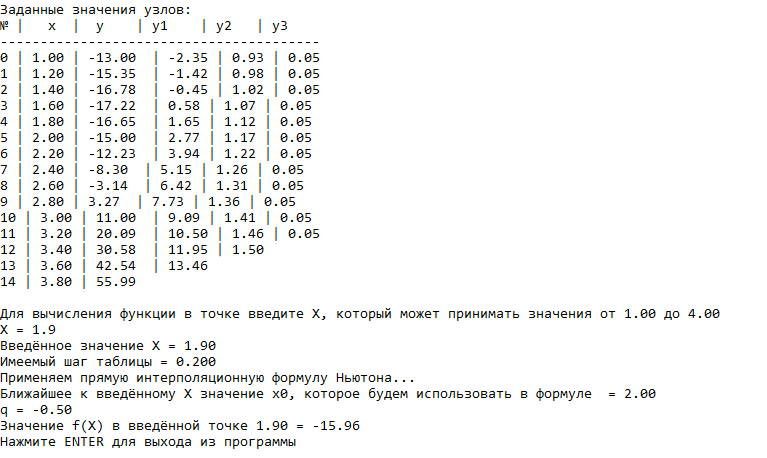 Заданные значения узлов:
№ |   x  |  y    | y1    | y2  | y3
----------------------------------------
0 | 1.00 | -13.00  | -2.35 | 0.93 | 0.05
1 | 1.20 | -15.35  | -1.42 | 0.98 | 0.05
2 | 1.40 | -16.78  | -0.45 | 1.02 | 0.05
3 | 1.60 | -17.22  | 0.58 | 1.07 | 0.05
4 | 1.80 | -16.65  | 1.65 | 1.12 | 0.05
5 | 2.00 | -15.00  | 2.77 | 1.17 | 0.05
6 | 2.20 | -12.23  | 3.94 | 1.22 | 0.05
7 | 2.40 | -8.30  | 5.15 | 1.26 | 0.05
8 | 2.60 | -3.14  | 6.42 | 1.31 | 0.05
9 | 2.80 | 3.27  | 7.73 | 1.36 | 0.05
10 | 3.00 | 11.00  | 9.09 | 1.41 | 0.05
11 | 3.20 | 20.09  | 10.50 | 1.46 | 0.05
12 | 3.40 | 30.58  | 11.95 | 1.50
13 | 3.60 | 42.54  | 13.46
14 | 3.80 | 55.99
Для вычисления функции в точке введите X, который может принимать значения от 1.00 до 4.00
X = 1.9
Введённое значение X = 1.90
Имеемый шаг таблицы = 0.200
Применяем прямую интерполяционную формулу Ньютона...
Ближайшее к введённому X значение x0, которое будем использовать в формуле  = 2.00
q = -0.50
Значение f(X) в введённой точке 1.90 = -15.96
Нажмите ENTER для выхода из программы